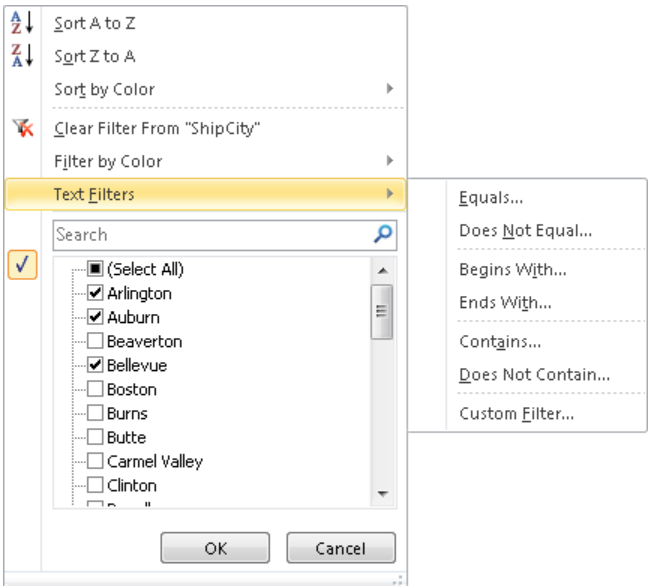 Sort A to Z
Sort Z to A
Sort by Color
Clear Filter From "ShipCity"
Filter by Color
Text Filters
Search
(Select All)
Arlington
Auburn
Beaverton
Bellevue
Boston
Burns
Butte
Carmel Valley
Clinton
OK
Cancel
Equals...
Does Not Equal...
Begins With...
Ends With...
Contains...
Does Not Contain...
Custom Filter...